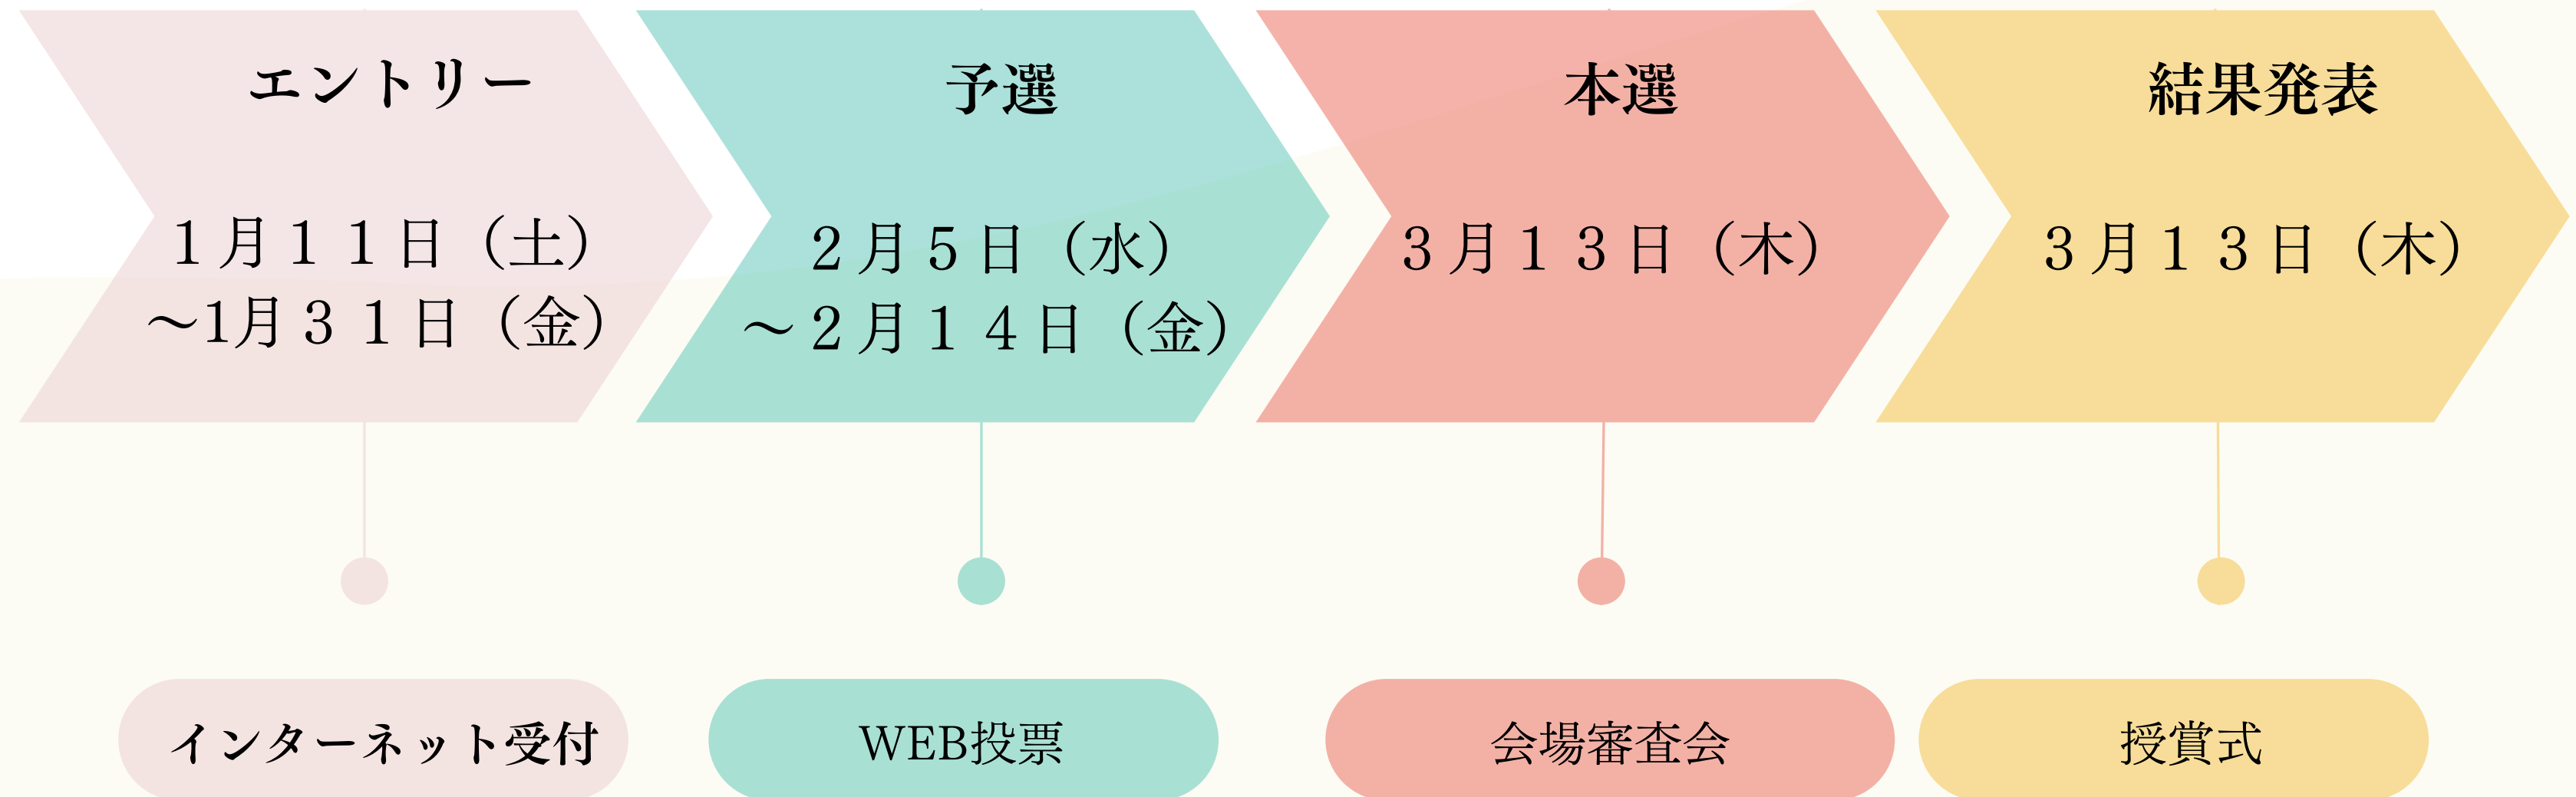 エントリー
１月１１日（土）
～1月３１日（金）
予選
２月５日（水）
～２月１４日（金）
本選
３月１３日（木）
結果発表
３月１３日（木）
インターネット受付
WEB投票
会場審査会
授賞式